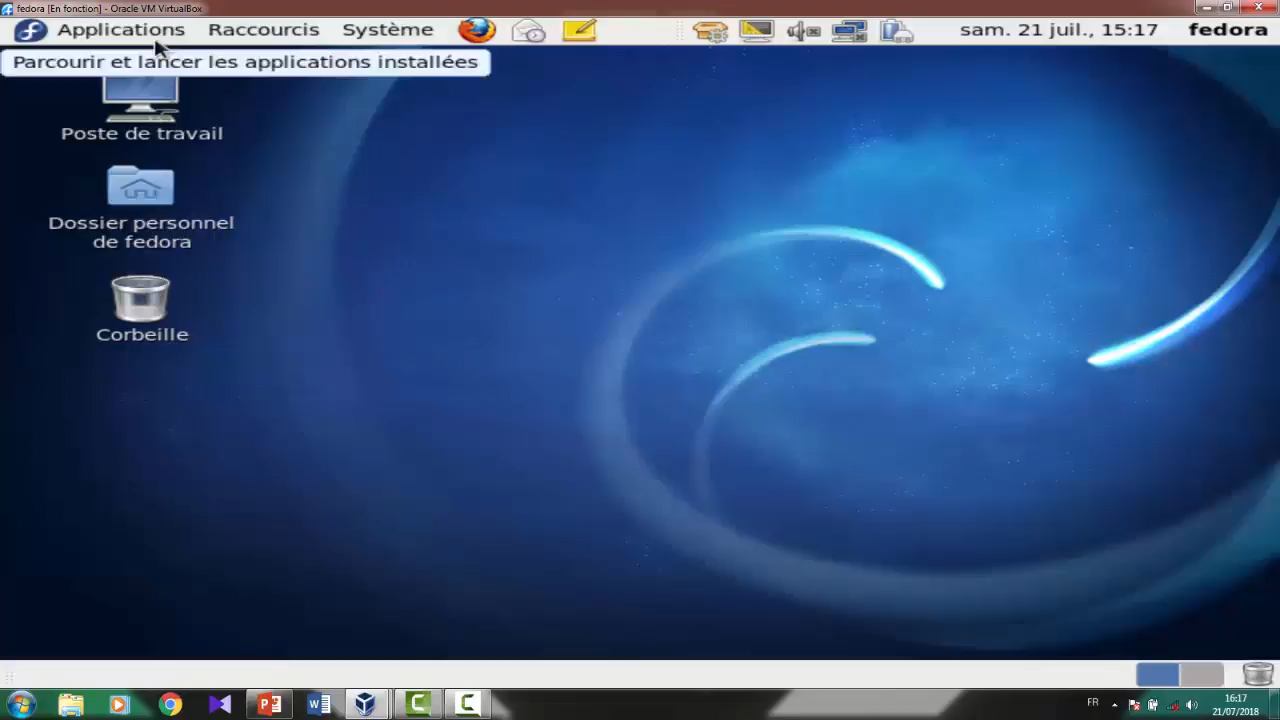 fedora [En fonction] - Oracle VM VirtualBox
Applications Raccourcis Système sam. 21 juil., 15:17 fedora
Parcourir et lancer les applications installées
Poste de travail
Dossier personnel
de fedora
Corbeille
FR 16:17
21/07/2018